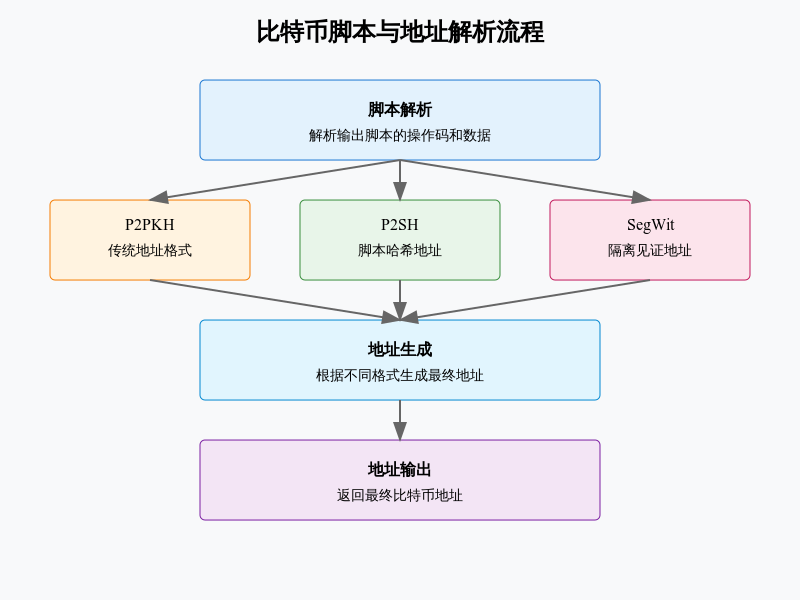 比特币脚本与地址解析流程
脚本解析
解析输出脚本的操作码和数据
P2PKH
传统地址格式
P2SH
脚本哈希地址
SegWit
隔离见证地址
地址生成
根据不同格式生成最终地址
地址输出
返回最终比特币地址